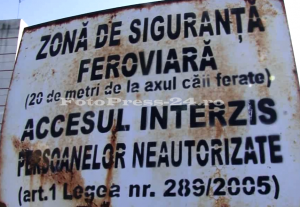 ZONĂ DE SIGURANŢĂ
FEROVIARĂ
(20 de metri de la axul căii ferate)
FotoPress-24.ro
ACCESUL INTERZIS
PERSOANELOR NEAUTORIZATE
(art.1 Legea nr. 289/2005)